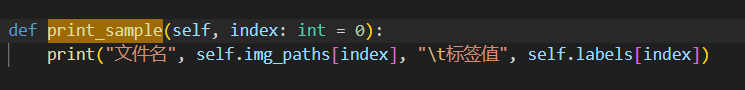 def print_sample(self, index: int = 0):
    print("文件名", self.img_paths[index], "\t标签值", self.labels[index])